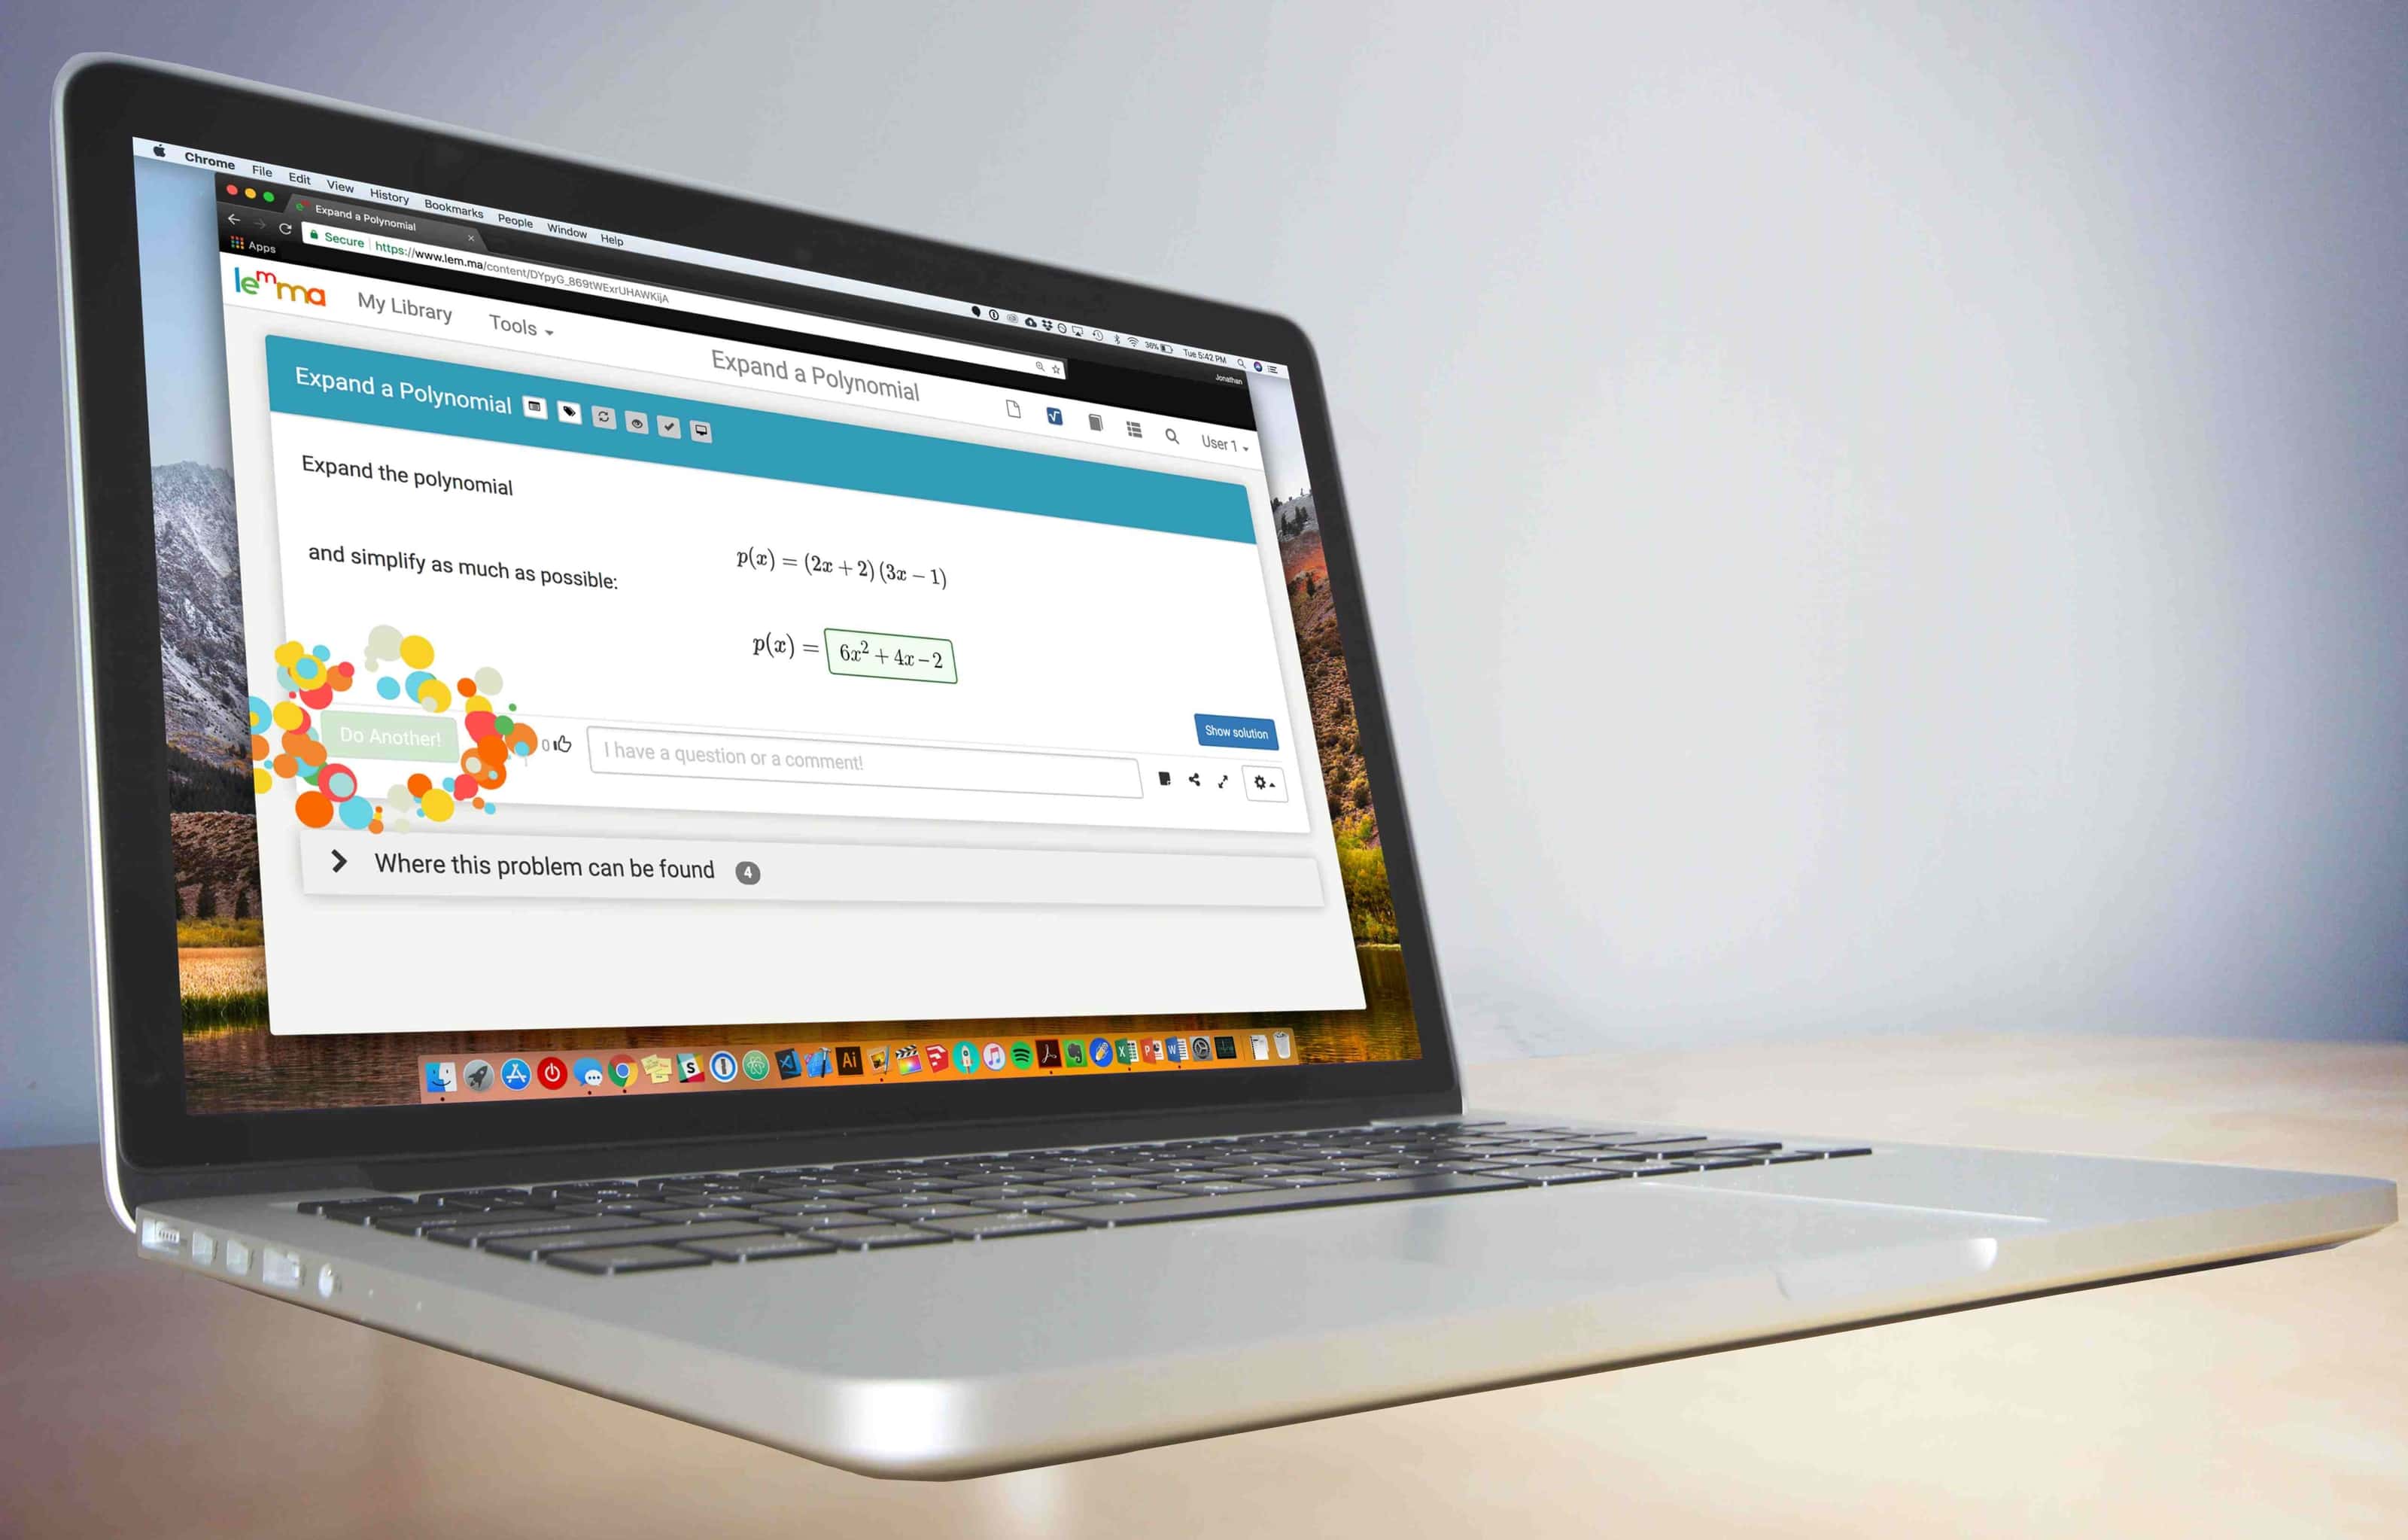 Chrome File Edit View History Bookmarks People Window Help
36% Tue 5:42 PM
Expand a Polynomial
Jonathan
Secure https://www.lem.ma/content/DYpyG_869tWExrUHAWKijA
Apps
lemma My Library Tools Expand a Polynomial User 1
Expand a Polynomial
Expand the polynomial
p(x) = (2x + 2) (3x − 1)
and simplify as much as possible:
p(x) = 6x² + 4x − 2
Show solution
Do Another! 0 I have a question or a comment!
Where this problem can be found 4
S Ai X P W